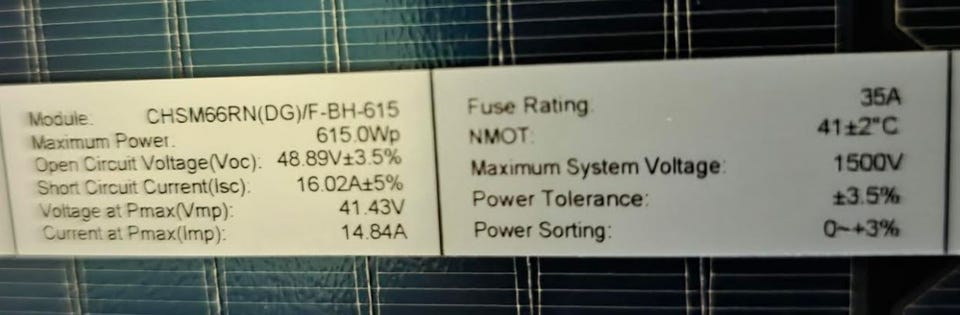 Module: CHSM66RN(DG)/F-BH-615
Maximum Power: 615.0Wp
Open Circuit Voltage(Voc): 48.89V±3.5%
Short Circuit Current(Isc): 16.02A±5%
Voltage at Pmax(Vmp): 41.43V
Current at Pmax(Imp): 14.84A
Fuse Rating: 35A
NMOT: 41±2°C
Maximum System Voltage: 1500V
Power Tolerance: ±3.5%
Power Sorting: 0~+3%